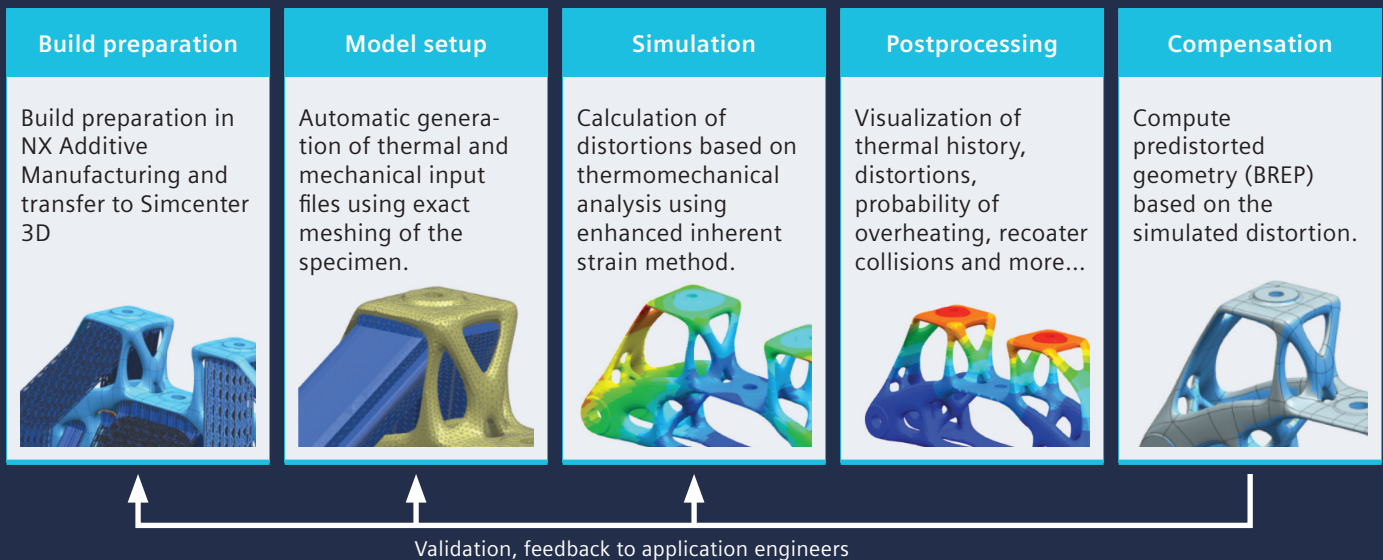 Build preparation
Build preparation in
NX Additive
Manufacturing and
transfer to Simcenter
3D
Model setup
Automatic genera-
tion of thermal and
mechanical input
files using exact
meshing of the
specimen.
Simulation
Calculation of
distortions based on
thermomechanical
analysis using
enhanced inherent
strain method.
Postprocessing
Visualization of
thermal history,
distortions,
probability of
overheating, recoater
collisions and more...
Compensation
Compute
predistorted
geometry (BREP)
based on the
simulated distortion.
Validation, feedback to application engineers